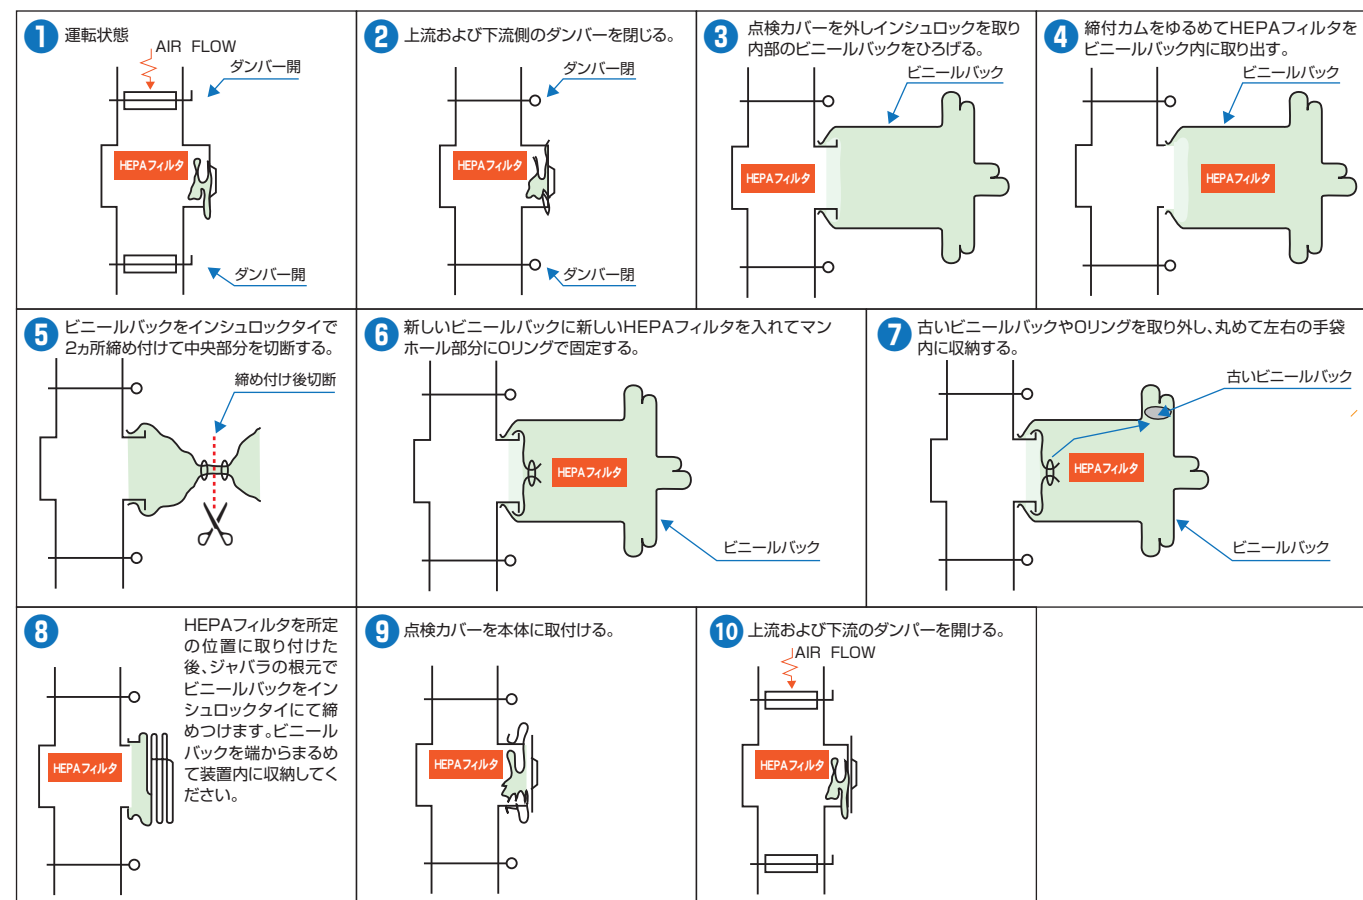 1 運転状態
AIR FLOW
ダンパー開
HEPAフィルタ
ダンパー開
2 上流および下流側のダンパーを閉じる。
ダンパー閉
HEPAフィルタ
ダンパー閉
3 点検カバーを外しインシュロックを取り
内部のビニールバックをひろげる。
ビニールバック
HEPAフィルタ
4 締付カムをゆるめてHEPAフィルタを
ビニールバック内に取り出す。
ビニールバック
HEPAフィルタ
5 ビニールバックをインシュロックタイで
2ヵ所締め付けて中央部分を切断する。
締め付け後切断
6 新しいビニールバックに新しいHEPAフィルタを入れてマン
ホール部分にOリングで固定する。
HEPAフィルタ
ビニールバック
7 古いビニールバックやOリングを取り外し、丸めて左右の手袋
内に収納する。
古いビニールバック
HEPAフィルタ
ビニールバック
8 HEPAフィルタを所定
の位置に取り付けた
後、ジャバラの根元で
ビニールバックをイン
シュロックタイにて締
めつけます。ビニール
バックを端からまるめ
て装置内に収納してく
ださい。
HEPAフィルタ
9 点検カバーを本体に取付ける。
HEPAフィルタ
10 上流および下流のダンパーを開ける。
AIR FLOW
HEPAフィルタ